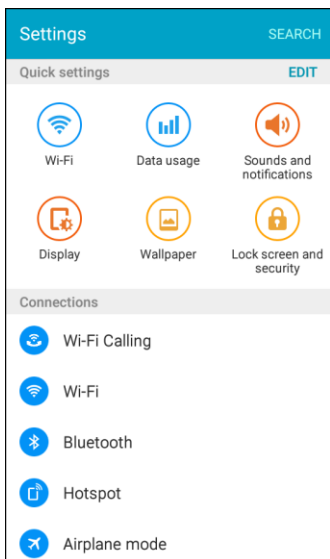 Settings SEARCH
Quick settings EDIT
Wi-Fi Data usage Sounds and
notifications
Display Wallpaper Lock screen and
security
Connections
Wi-Fi Calling
Wi-Fi
Bluetooth
Hotspot
Airplane mode